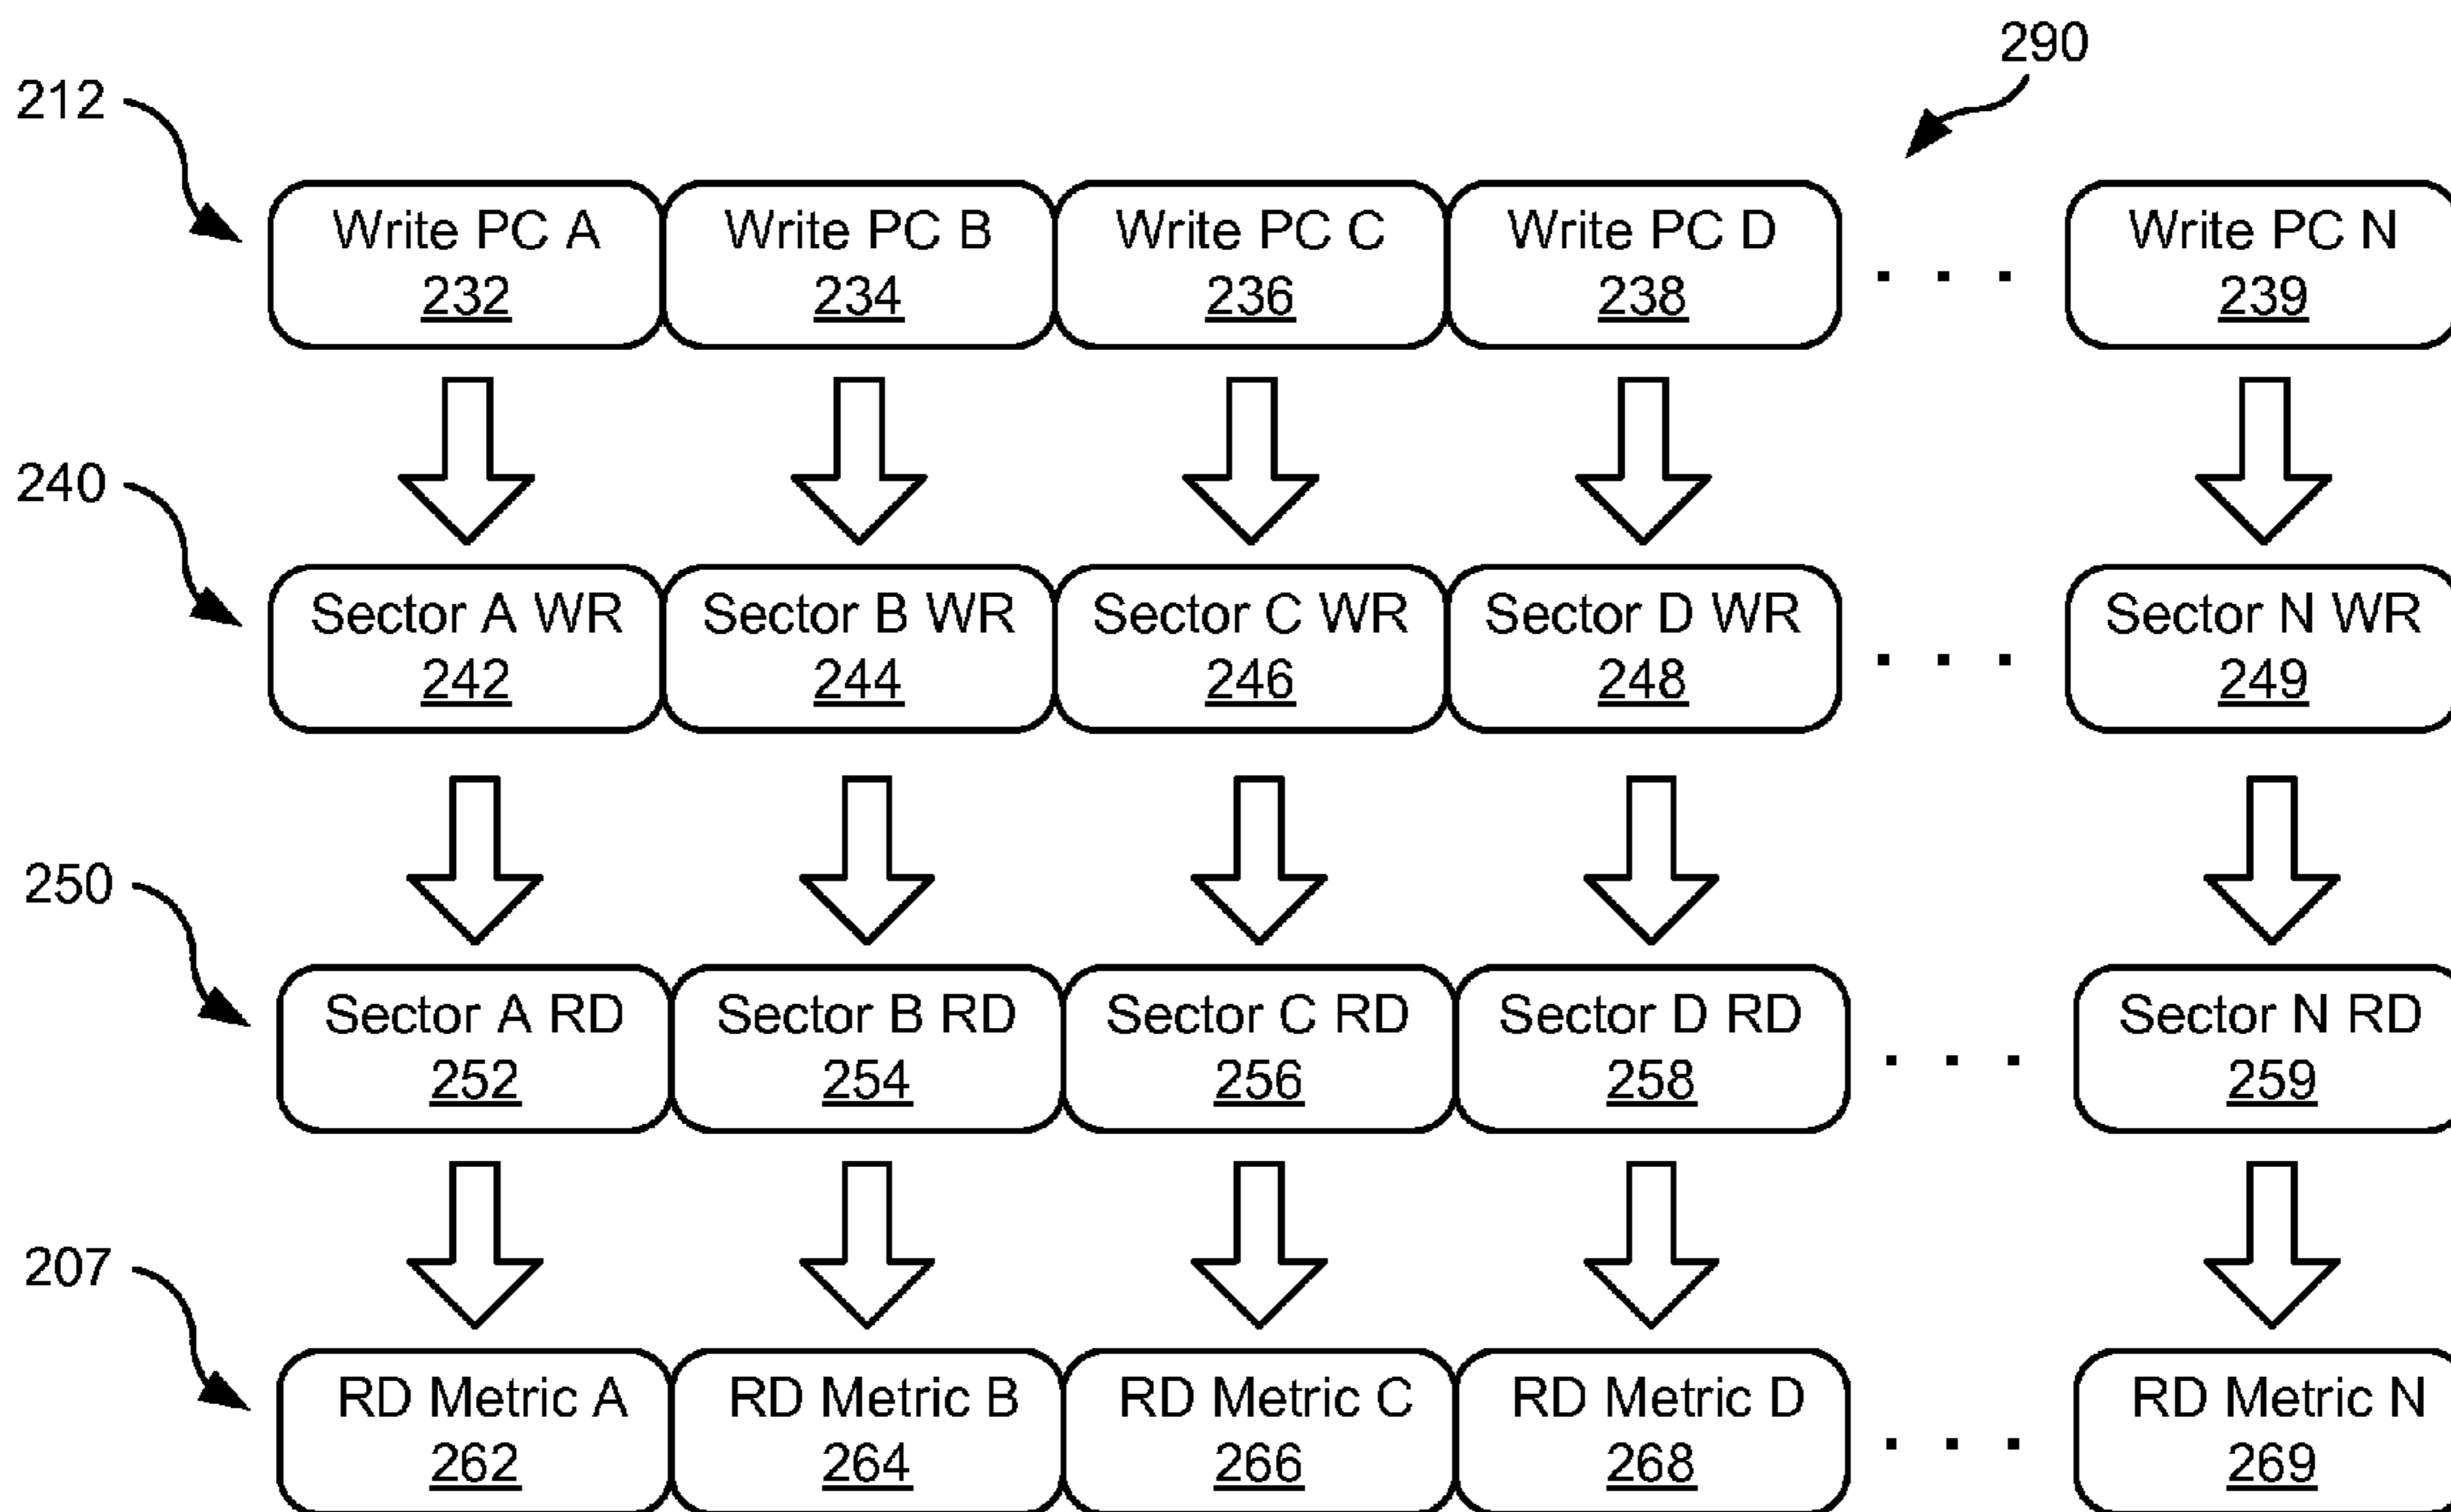 290
212
Write PC A
232
Write PC B
234
Write PC C
236
Write PC D
238
. . .
Write PC N
239
240
Sector A WR
242
Sector B WR
244
Sector C WR
246
Sector D WR
248
. . .
Sector N WR
249
250
Sector A RD
252
Sector B RD
254
Sector C RD
256
Sector D RD
258
. . .
Sector N RD
259
207
RD Metric A
262
RD Metric B
264
RD Metric C
266
RD Metric D
268
. . .
RD Metric N
269